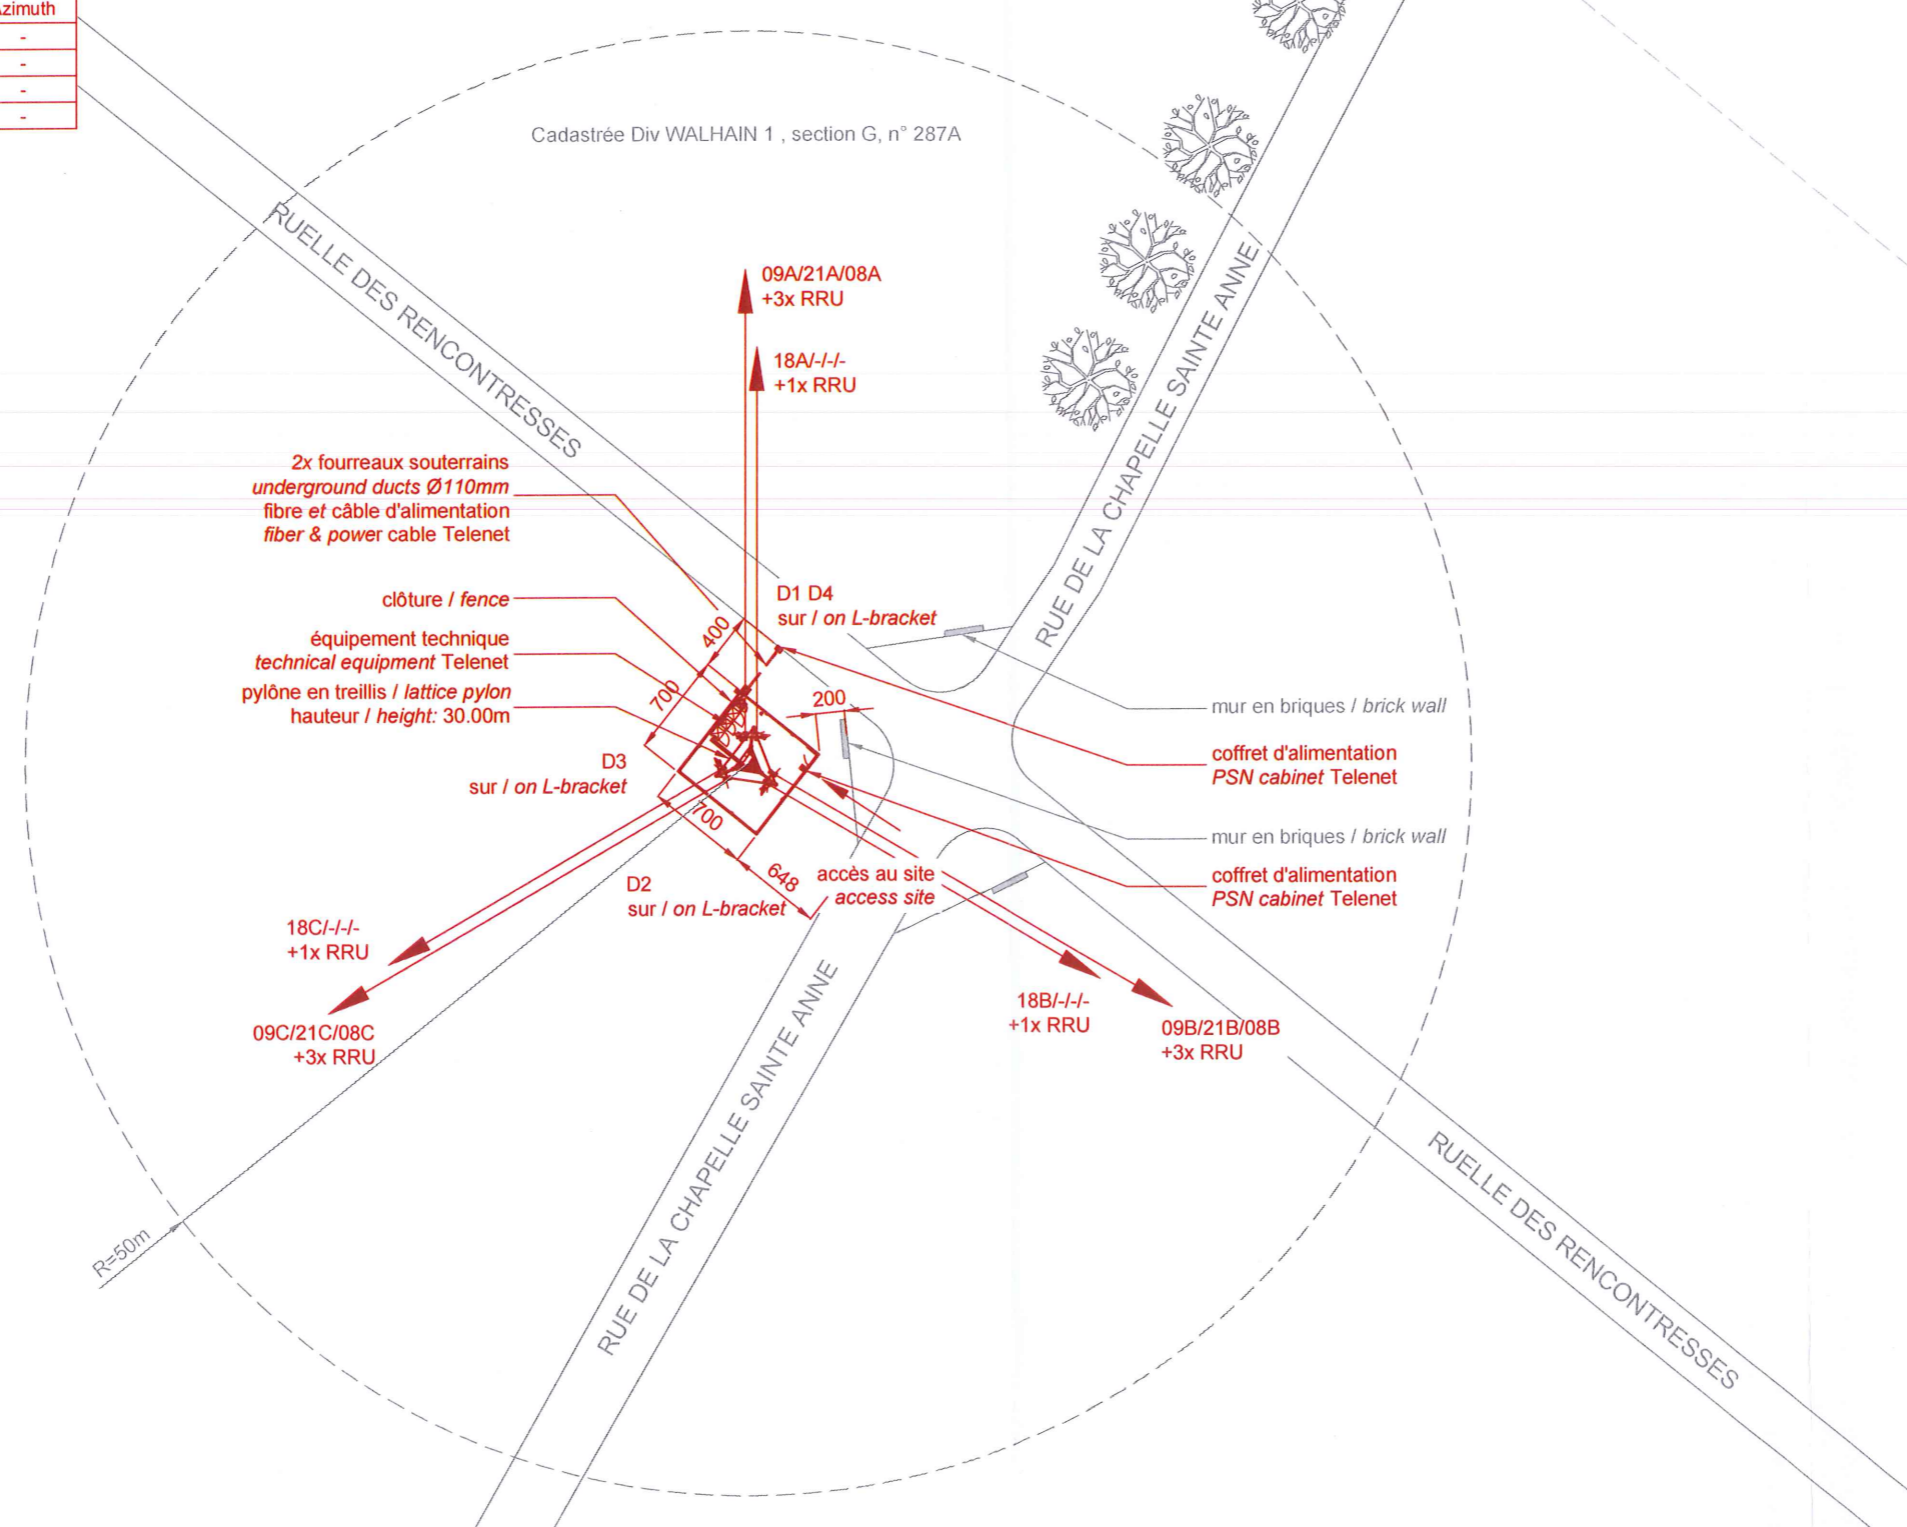 zimuth
-
-
-
-
Cadastrée Div WALHAIN 1 , section G, n° 287A
RUELLE DES RENCONTRESSES
09A/21A/08A
+3x RRU
18A/-/-/-
+1x RRU
RUE DE LA CHAPELLE SAINTE ANNE
2x fourreaux souterrains
underground ducts Ø110mm
fibre et câble d'alimentation
fiber & power cable Telenet
clôture / fence
équipement technique
technical equipment Telenet
pylône en treillis / lattice pylon
hauteur / height: 30.00m
D1 D4
sur / on L-bracket
400
700
200
D3
sur / on L-bracket
700
648
D2
sur / on L-bracket
accès au site
access site
mur en briques / brick wall
coffret d'alimentation
PSN cabinet Telenet
mur en briques / brick wall
coffret d'alimentation
PSN cabinet Telenet
18C/-/-/-
+1x RRU
09C/21C/08C
+3x RRU
18B/-/-/-
+1x RRU
09B/21B/08B
+3x RRU
R=50m
RUE DE LA CHAPELLE SAINTE ANNE
RUELLE DES RENCONTRESSES